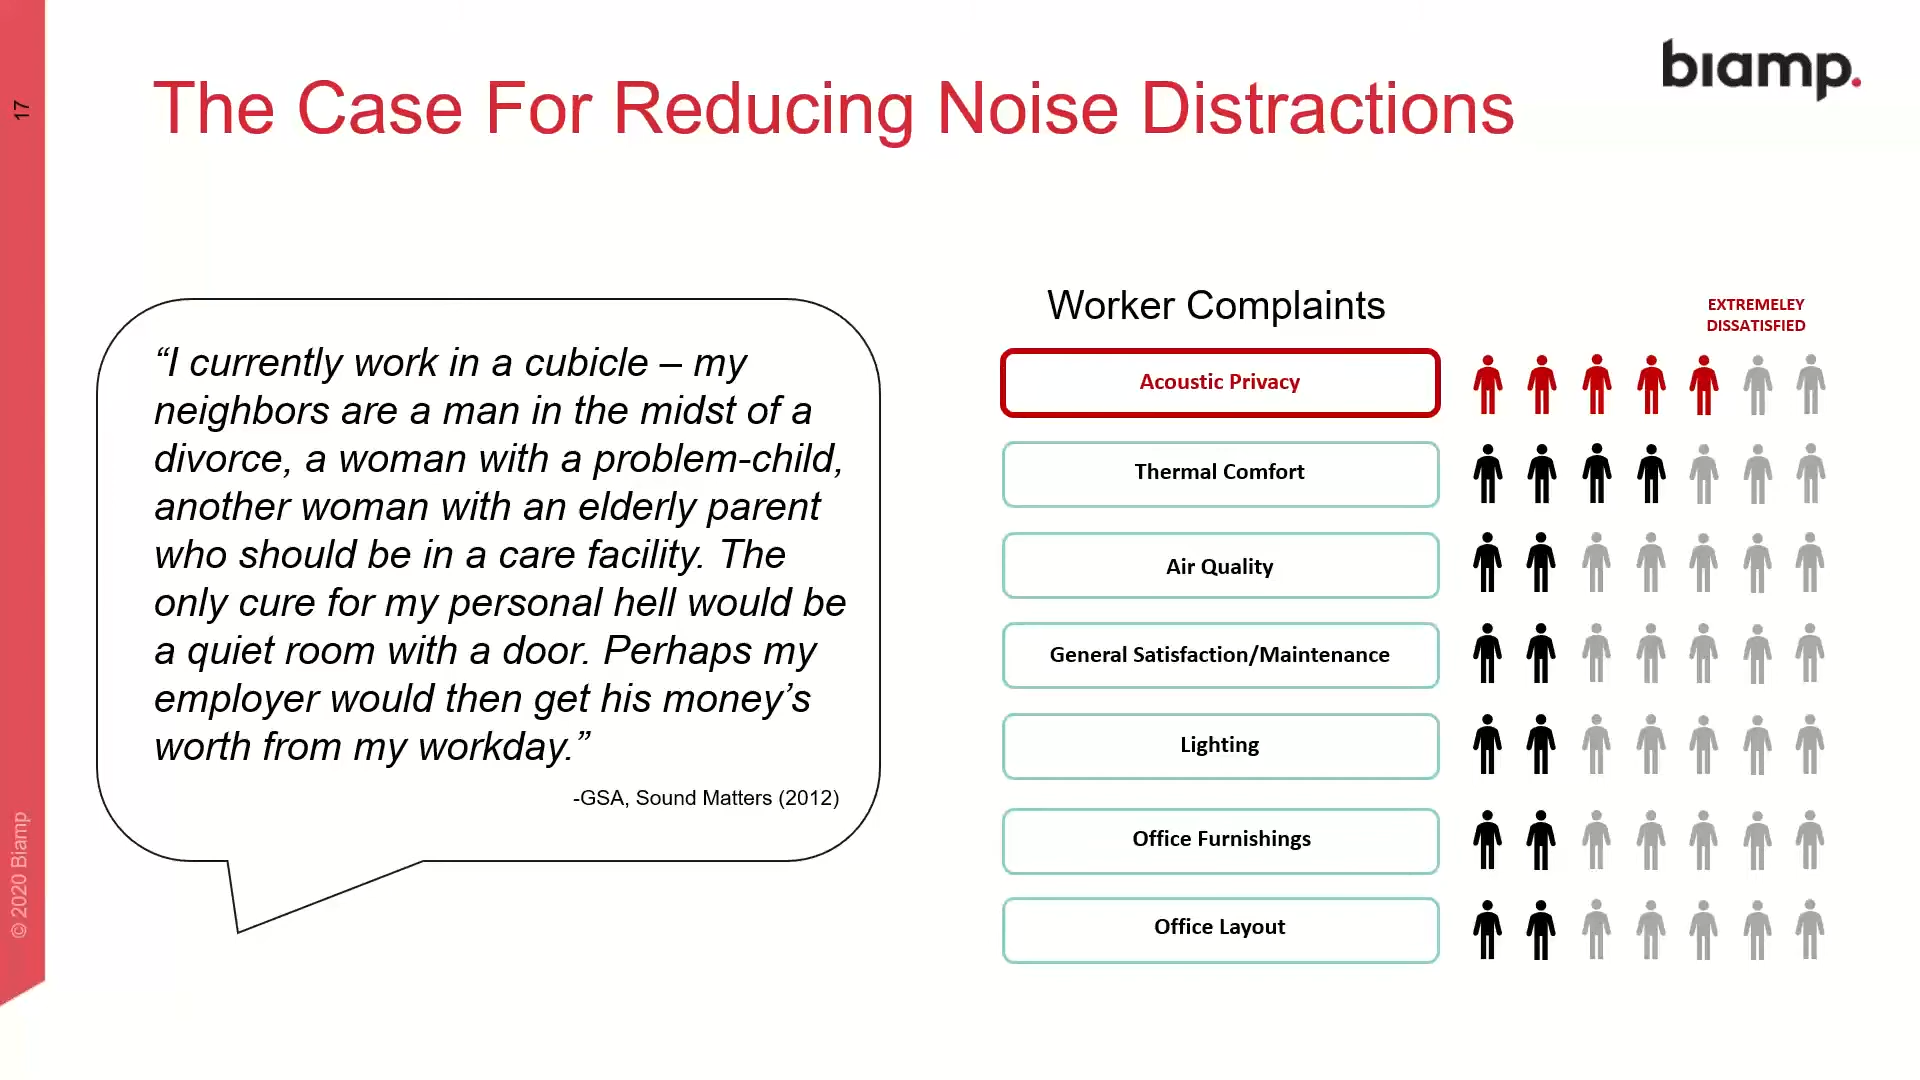 17
The Case For Reducing Noise Distractions
biamp.
“I currently work in a cubicle – my
neighbors are a man in the midst of a
divorce, a woman with a problem-child,
another woman with an elderly parent
who should be in a care facility. The
only cure for my personal hell would be
a quiet room with a door. Perhaps my
employer would then get his money’s
worth from my workday.”
-GSA, Sound Matters (2012)
Worker Complaints
EXTREMELEY
DISSATISFIED
Acoustic Privacy
Thermal Comfort
Air Quality
General Satisfaction/Maintenance
Lighting
Office Furnishings
Office Layout
© 2020 Biamp